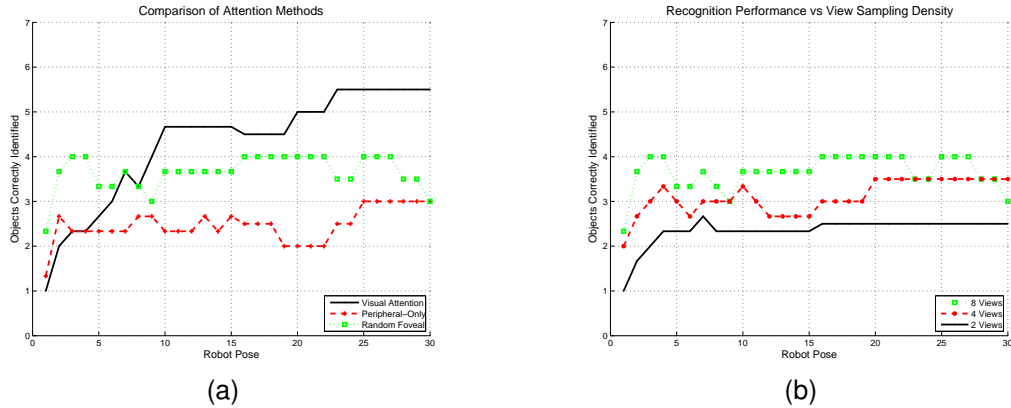 Comparison of Attention Methods
7
6
5
4
3
2
1
0
Objects Correctly Identified
0 5 10 15 20 25 30
Robot Pose
Visual Attention
Peripheral−Only
Random Foveal
(a)
Recognition Performance vs View Sampling Density
7
6
5
4
3
2
1
0
Objects Correctly Identified
0 5 10 15 20 25 30
Robot Pose
8 Views
4 Views
2 Views
(b)